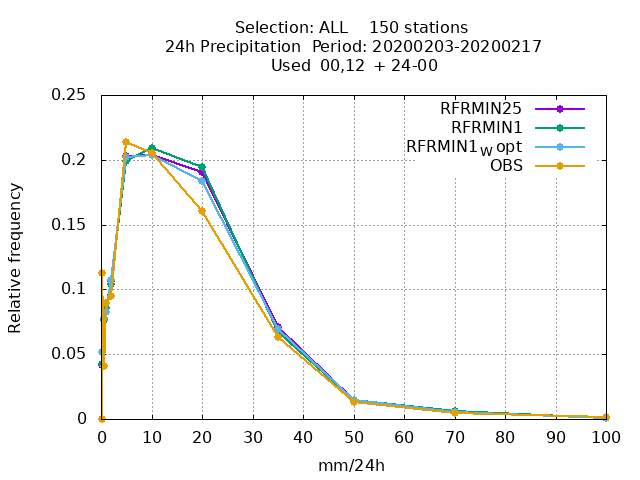 Selection: ALL    150 stations
24h Precipitation  Period: 20200203-20200217
Used  00,12  + 24-00
RFRMIN25
RFRMIN1
RFRMIN1_W opt
OBS
Relative frequency
0.25
0.2
0.15
0.1
0.05
0
0 10 20 30 40 50 60 70 80 90 100
mm/24h